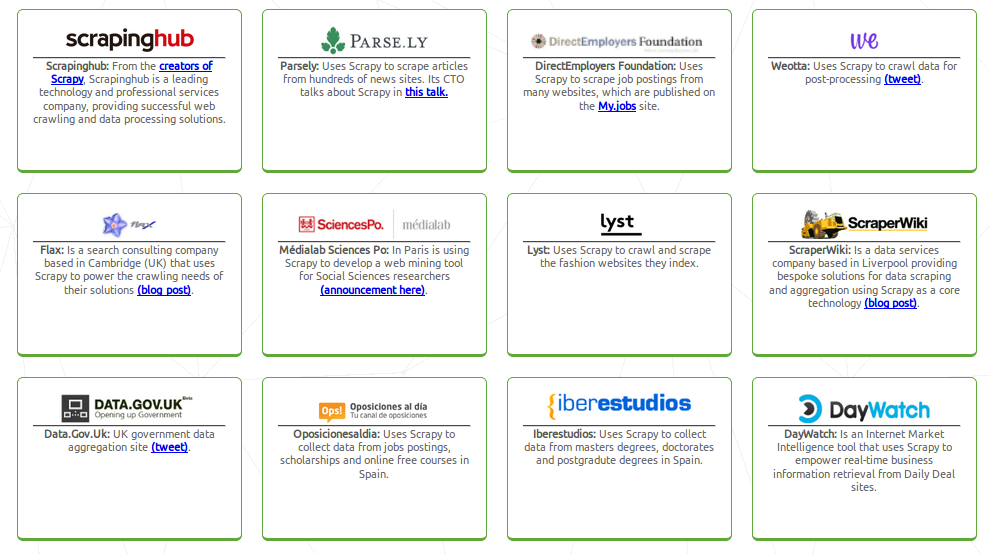 scrapinghub
Scrapinghub: From the creators of
Scrapy, Scrapinghub is a leading
technology and professional services
company, providing successful web
crawling and data processing solutions.
PARSE.LY
Parsely: Uses Scrapy to scrape articles
from hundreds of news sites. Its CTO
talks about Scrapy in this talk.
DirectEmployers Foundation
DirectEmployers Foundation: Uses
Scrapy to scrape job postings from
many websites, which are published on
the My.jobs site.
we
Weotta: Uses Scrapy to crawl data for
post-processing (tweet).
flax
Flax: Is a search consulting company
based in Cambridge (UK) that uses
Scrapy to power the crawling needs of
their solutions (blog post).
SciencesPo. médialab
Médialab Sciences Po: In Paris is using
Scrapy to develop a web mining tool
for Social Sciences researchers
(announcement here).
lyst
Lyst: Uses Scrapy to crawl and scrape
the fashion websites they index.
ScraperWiki
ScraperWiki: Is a data services
company based in Liverpool providing
bespoke solutions for data scraping
and aggregation using Scrapy as a core
technology (blog post).
DATA.GOV.UK Beta
Opening up Government
Data.Gov.Uk: UK government data
aggregation site (tweet).
Ops! Oposiciones al día
Tu canal de oposiciones
Oposicionesaldia: Uses Scrapy to
collect data from jobs postings,
scholarships and online free courses in
Spain.
iberestudios
Iberestudios: Uses Scrapy to collect
data from masters degrees, doctorates
and postgradute degrees in Spain.
DayWatch
DayWatch: Is an Internet Market
Intelligence tool that uses Scrapy to
empower real-time business
information retrieval from Daily Deal
sites.